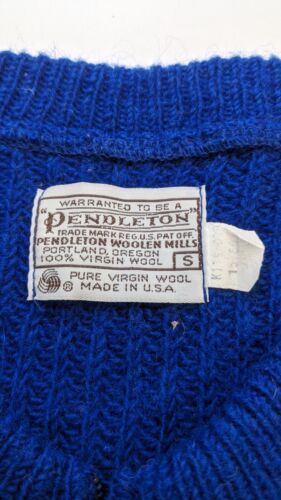 WARRANTED TO BE A
"PENDLETON"
TRADE MARK REG. U.S. PAT. OFF.
PENDLETON WOOLEN MILLS
PORTLAND, OREGON
100% VIRGIN WOOL S
PURE VIRGIN WOOL
® MADE IN U.S.A.